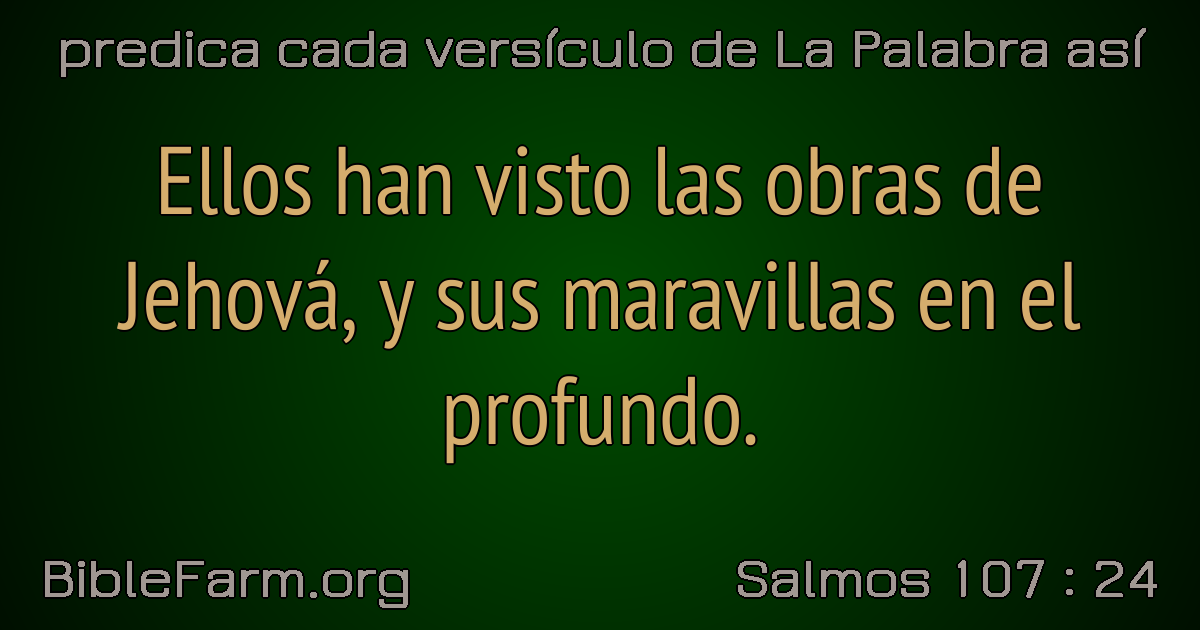 predica cada versículo de La Palabra así
Ellos han visto las obras de
Jehová, y sus maravillas en el
profundo.
BibleFarm.org
Salmos 107 : 24